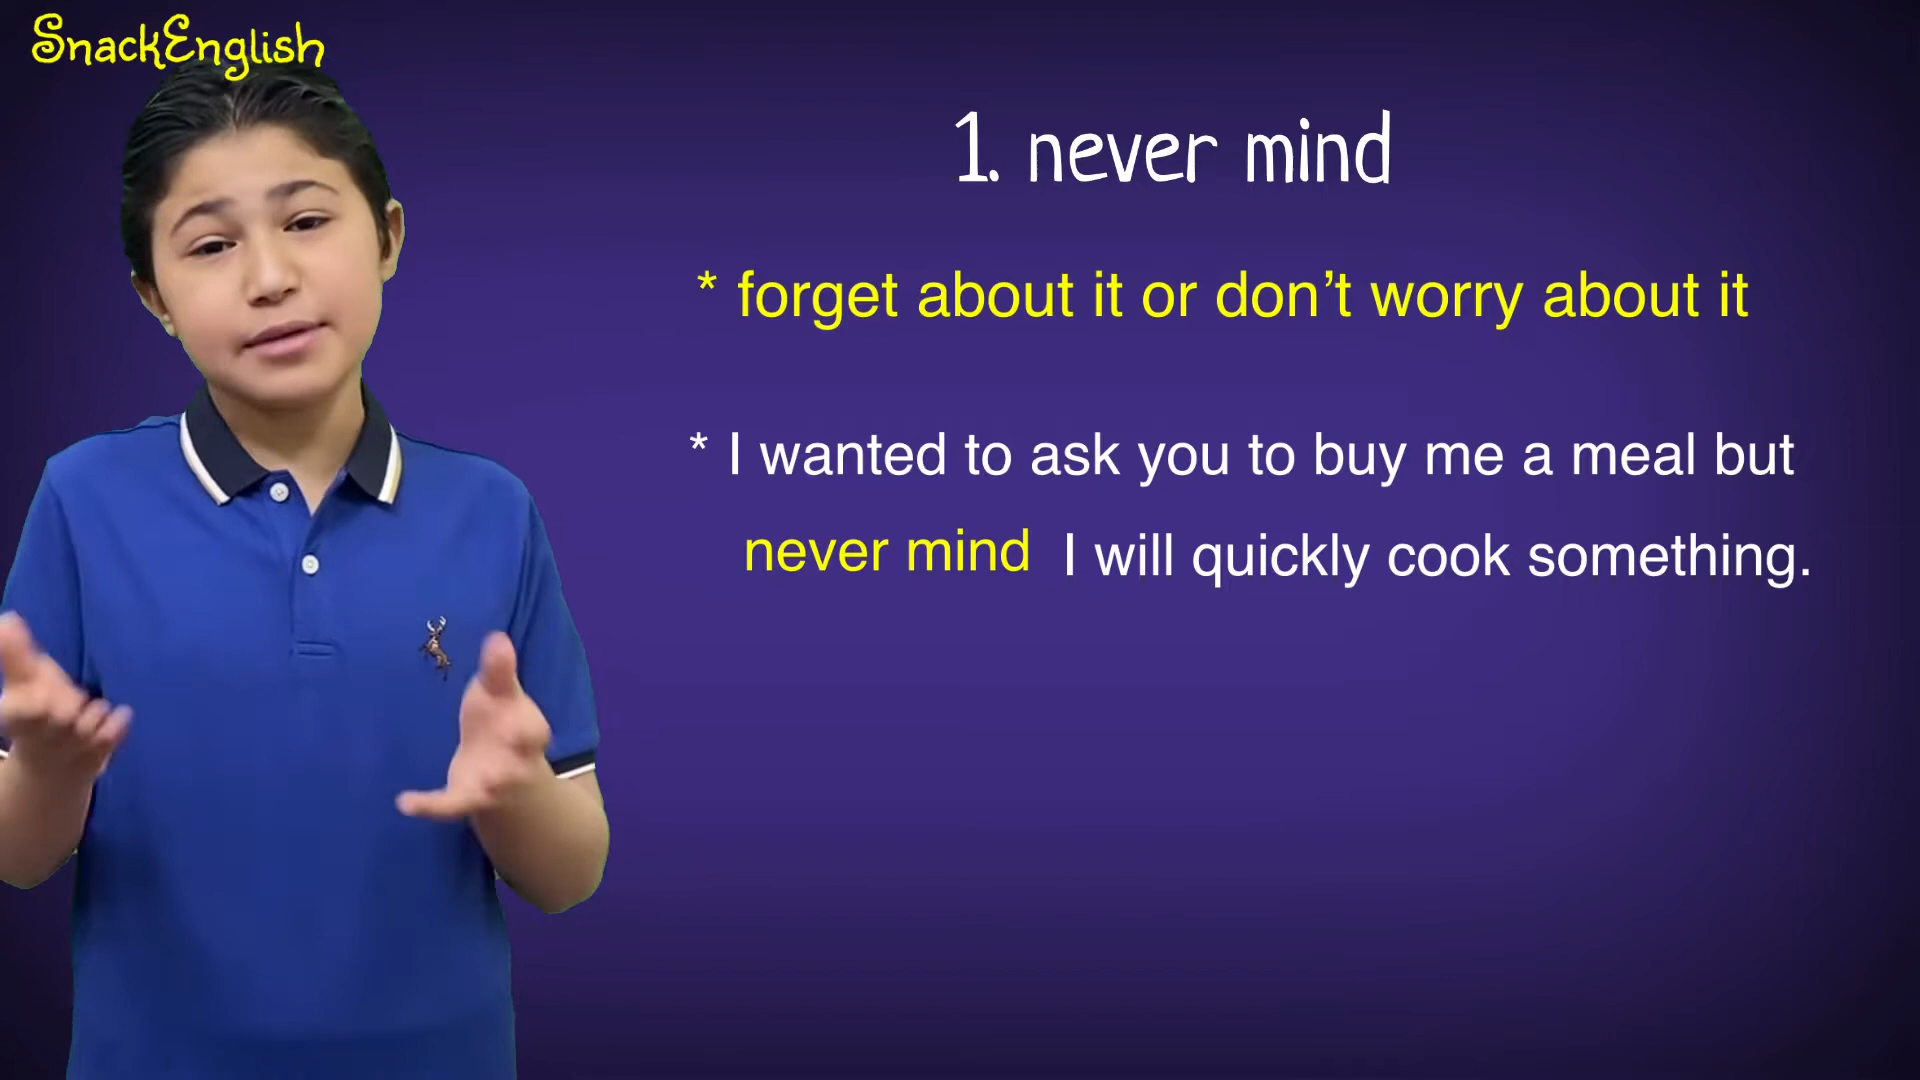 SnackEnglish
1. never mind
* forget about it or don’t worry about it
* I wanted to ask you to buy me a meal but
never mind I will quickly cook something.